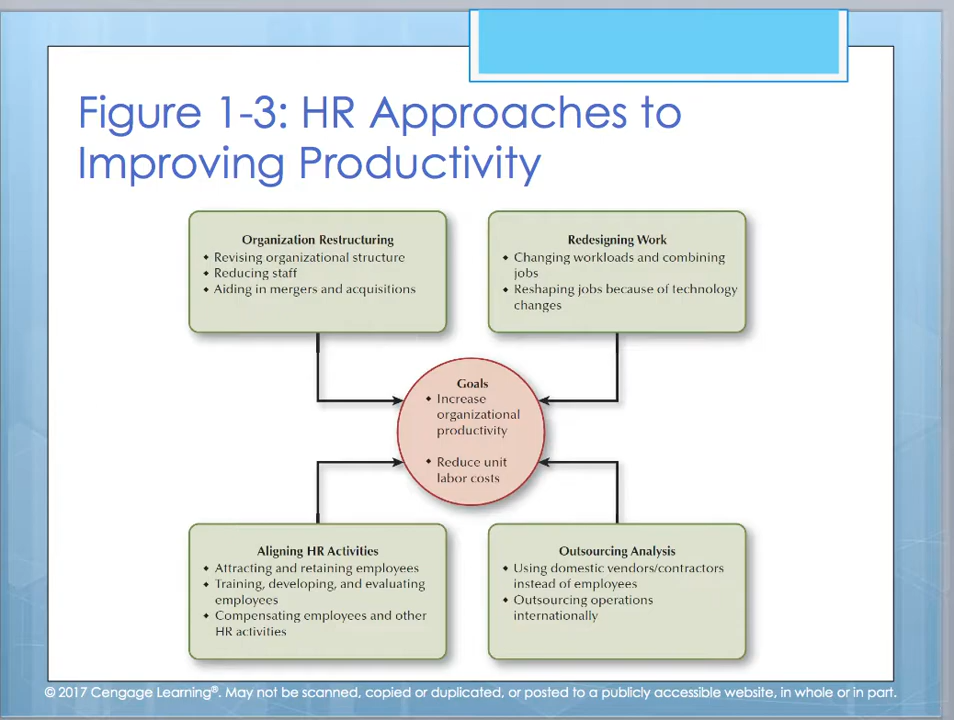 Figure 1-3: HR Approaches to
Improving Productivity
Organization Restructuring
◆ Revising organizational structure
◆ Reducing staff
◆ Aiding in mergers and acquisitions
Redesigning Work
◆ Changing workloads and combining
jobs
◆ Reshaping jobs because of technology
changes
Goals
◆ Increase
organizational
productivity
◆ Reduce unit
labor costs
Aligning HR Activities
◆ Attracting and retaining employees
◆ Training, developing, and evaluating
employees
◆ Compensating employees and other
HR activities
Outsourcing Analysis
◆ Using domestic vendors/contractors
instead of employees
◆ Outsourcing operations
internationally
© 2017 Cengage Learning®. May not be scanned, copied or duplicated, or posted to a publicly accessible website, in whole or in part.